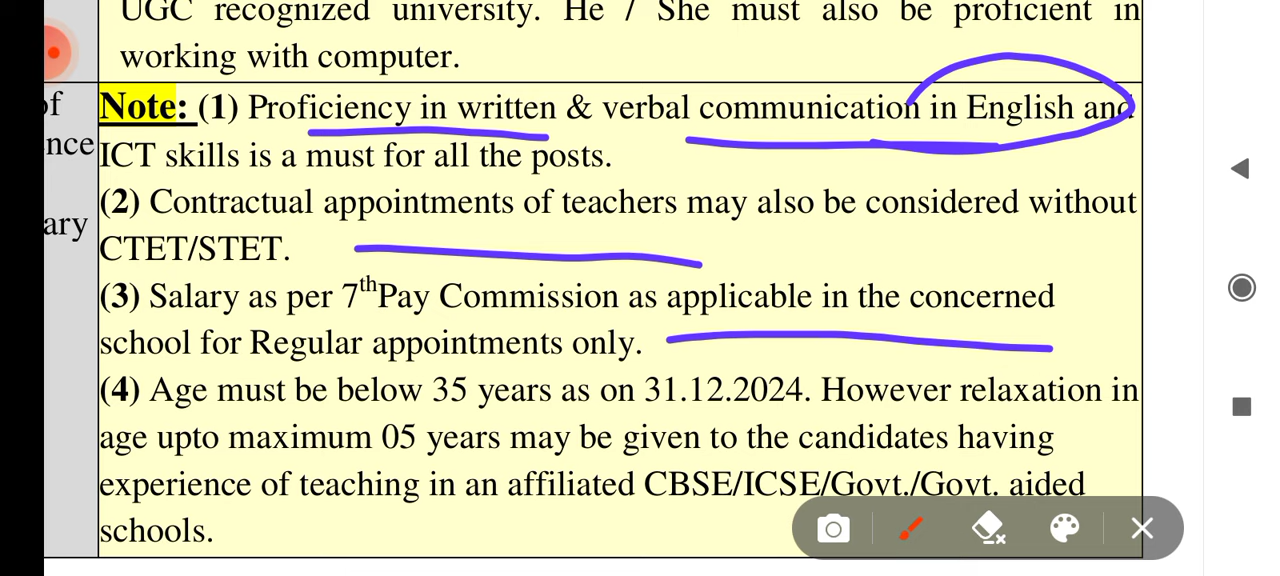 UGC recognized university. He / She must also be proficient in
working with computer.
of
nce
ary
Note: (1) Proficiency in written & verbal communication in English and
ICT skills is a must for all the posts.
(2) Contractual appointments of teachers may also be considered without
CTET/STET.
(3) Salary as per 7thPay Commission as applicable in the concerned
school for Regular appointments only.
(4) Age must be below 35 years as on 31.12.2024. However relaxation in
age upto maximum 05 years may be given to the candidates having
experience of teaching in an affiliated CBSE/ICSE/Govt./Govt. aided
schools.